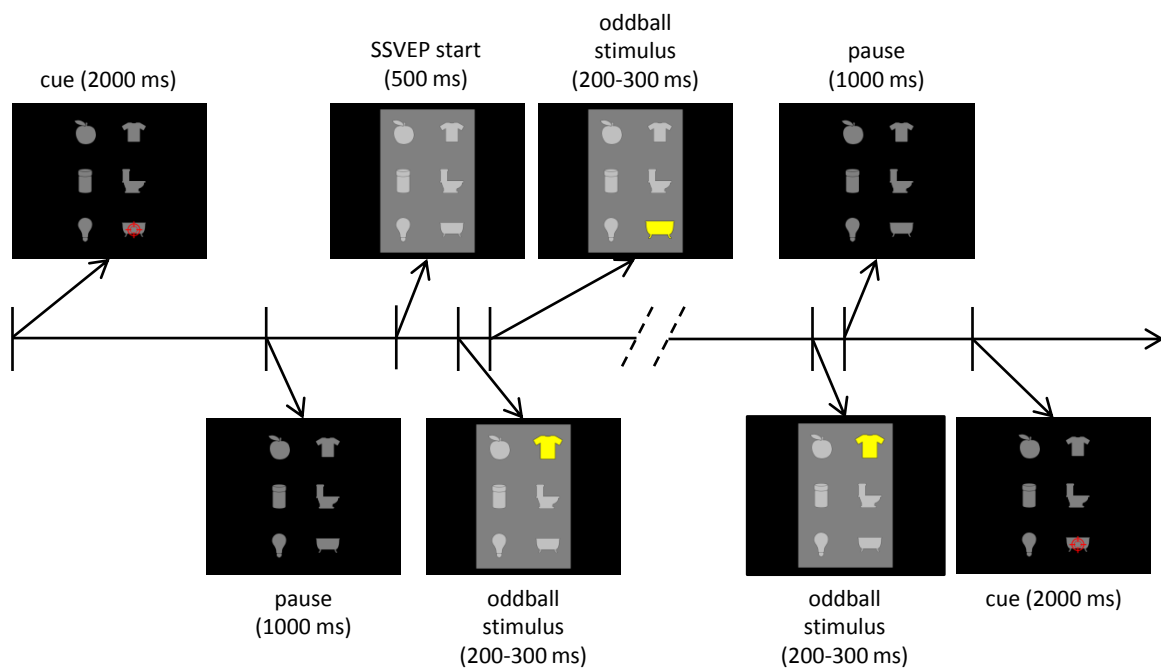 cue (2000 ms)
SSVEP start
(500 ms)
oddball
stimulus
(200-300 ms)
pause
(1000 ms)
pause
(1000 ms)
oddball
stimulus
(200-300 ms)
oddball
stimulus
(200-300 ms)
cue (2000 ms)